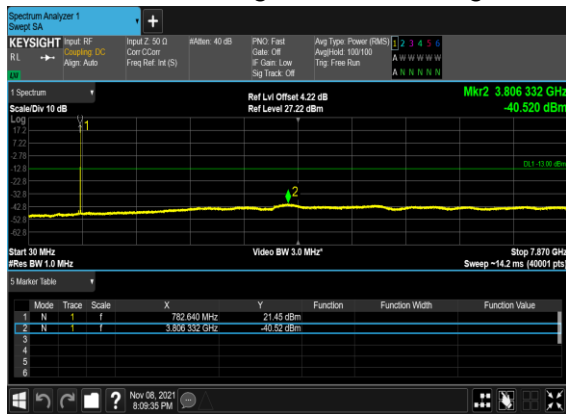 Spectrum Analyzer 1
Swept SA
+
KEYSIGHT Input: RF Input Z: 50 Ω #Atten: 40 dB PNO: Fast Avg Type: Power (RMS) 1 2 3 4 5 6
RL Coupling: DC Corr CCorr Gate: Off Avg|Hold: 100/100 A W W W W W
Align: Auto Freq Ref: Int (S) IF Gain: Low Trig: Free Run
Sig Track: Off A N N N N N
1 Spectrum Ref Lvl Offset 4.22 dB Mkr2 3.806 332 GHz
Scale/Div 10 dB Ref Level 27.22 dBm -40.520 dBm
Log
17.2
7.22
-2.78
-12.8
-22.8
-32.8
-42.8
-52.8
-62.8
1
DL1 -13.00 dBm
2
Start 30 MHz Video BW 3.0 MHz* Stop 7.870 GHz
#Res BW 1.0 MHz Sweep ~14.2 ms (40001 pts)
5 Marker Table
Mode Trace Scale X Y Function Function Width Function Value
1 N 1 f 782.640 MHz 21.45 dBm
2 N 1 f 3.806 332 GHz -40.52 dBm
3
4
5
6
? Nov 08, 2021
8:09:35 PM